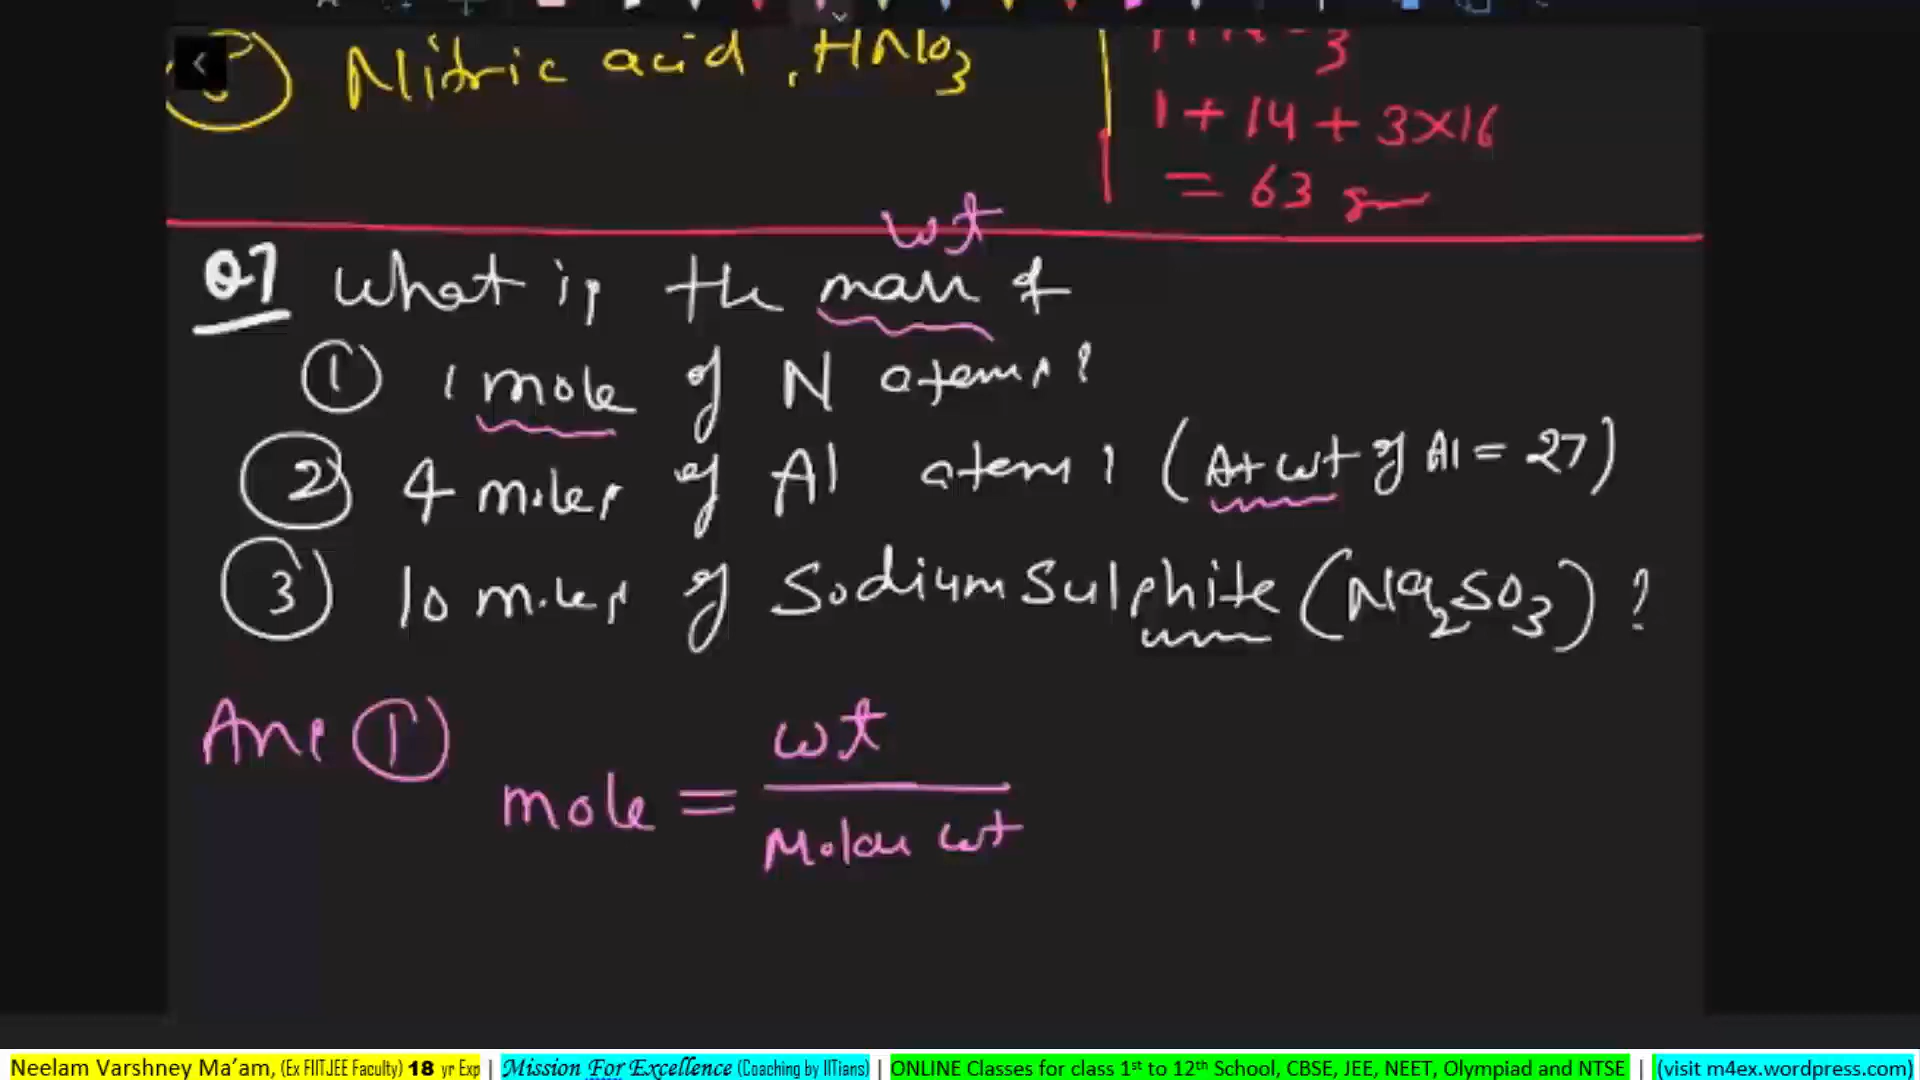 5 Nitric acid, HNO3
1 + 14 + 3×16
= 63 gm
wt
Q7 What is the mass of
① 1 mole of N atoms?
② 4 moles of Al atoms? (At wt of Al = 27)
③ 10 moles of Sodium Sulphite (Na2SO3)?
Ans ① mole = wt / Molar wt
Neelam Varshney Ma'am, (Ex FIITJEE Faculty) 18 yr Exp | Mission For Excellence (Coaching by IITians) | ONLINE Classes for class 1st to 12th School, CBSE, JEE, NEET, Olympiad and NTSE | (visit m4ex.wordpress.com)